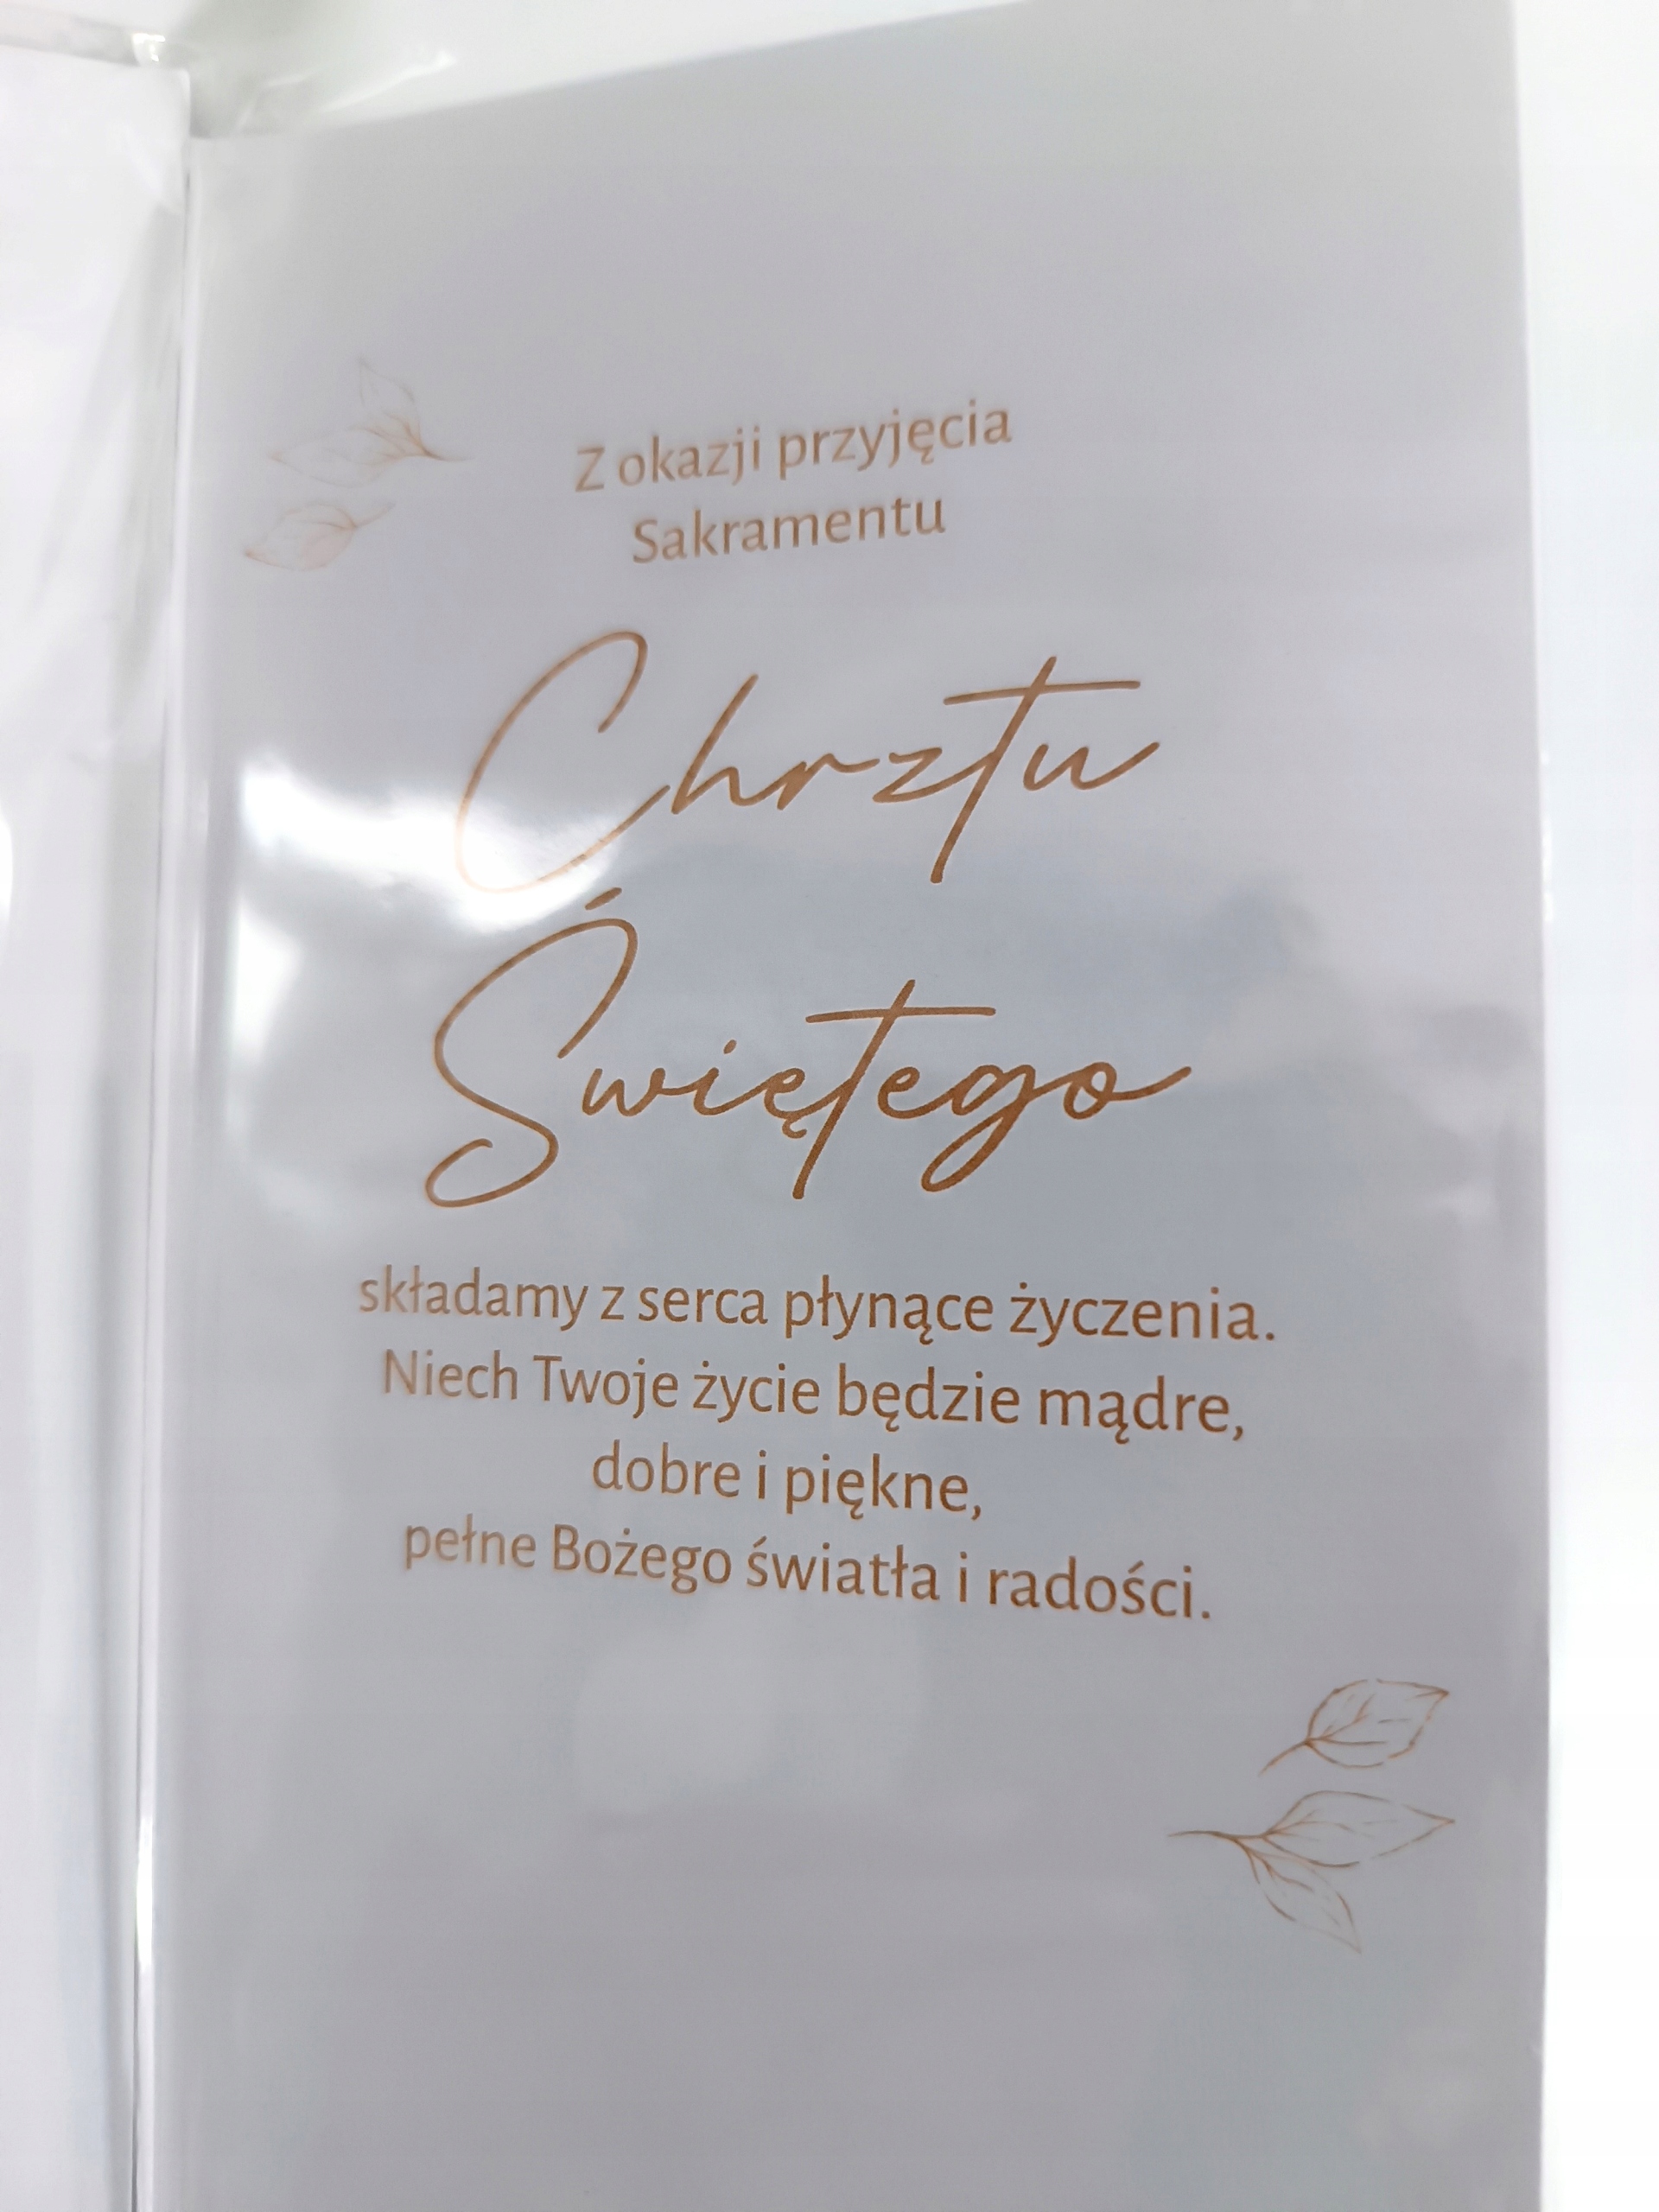 Z okazji przyjęcia
Sakramentu
Chrztu
Świętego
składamy z serca płynące życzenia.
Niech Twoje życie będzie mądre,
dobre i piękne,
pełne Bożego światła i radości.